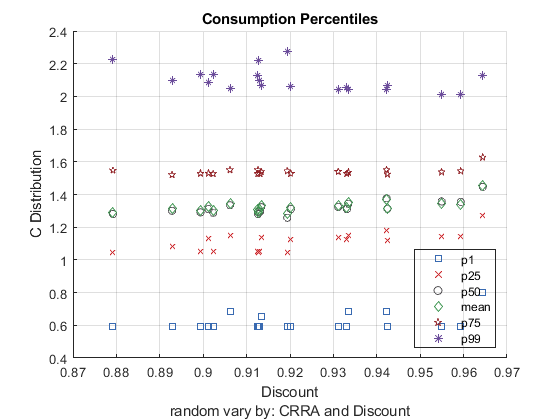 Consumption Percentiles
C Distribution
2.4
2.2
2
1.8
1.6
1.4
1.2
1
0.8
0.6
0.4
p1
p25
p50
mean
p75
p99
0.87 0.88 0.89 0.9 0.91 0.92 0.93 0.94 0.95 0.96 0.97
Discount
random vary by: CRRA and Discount